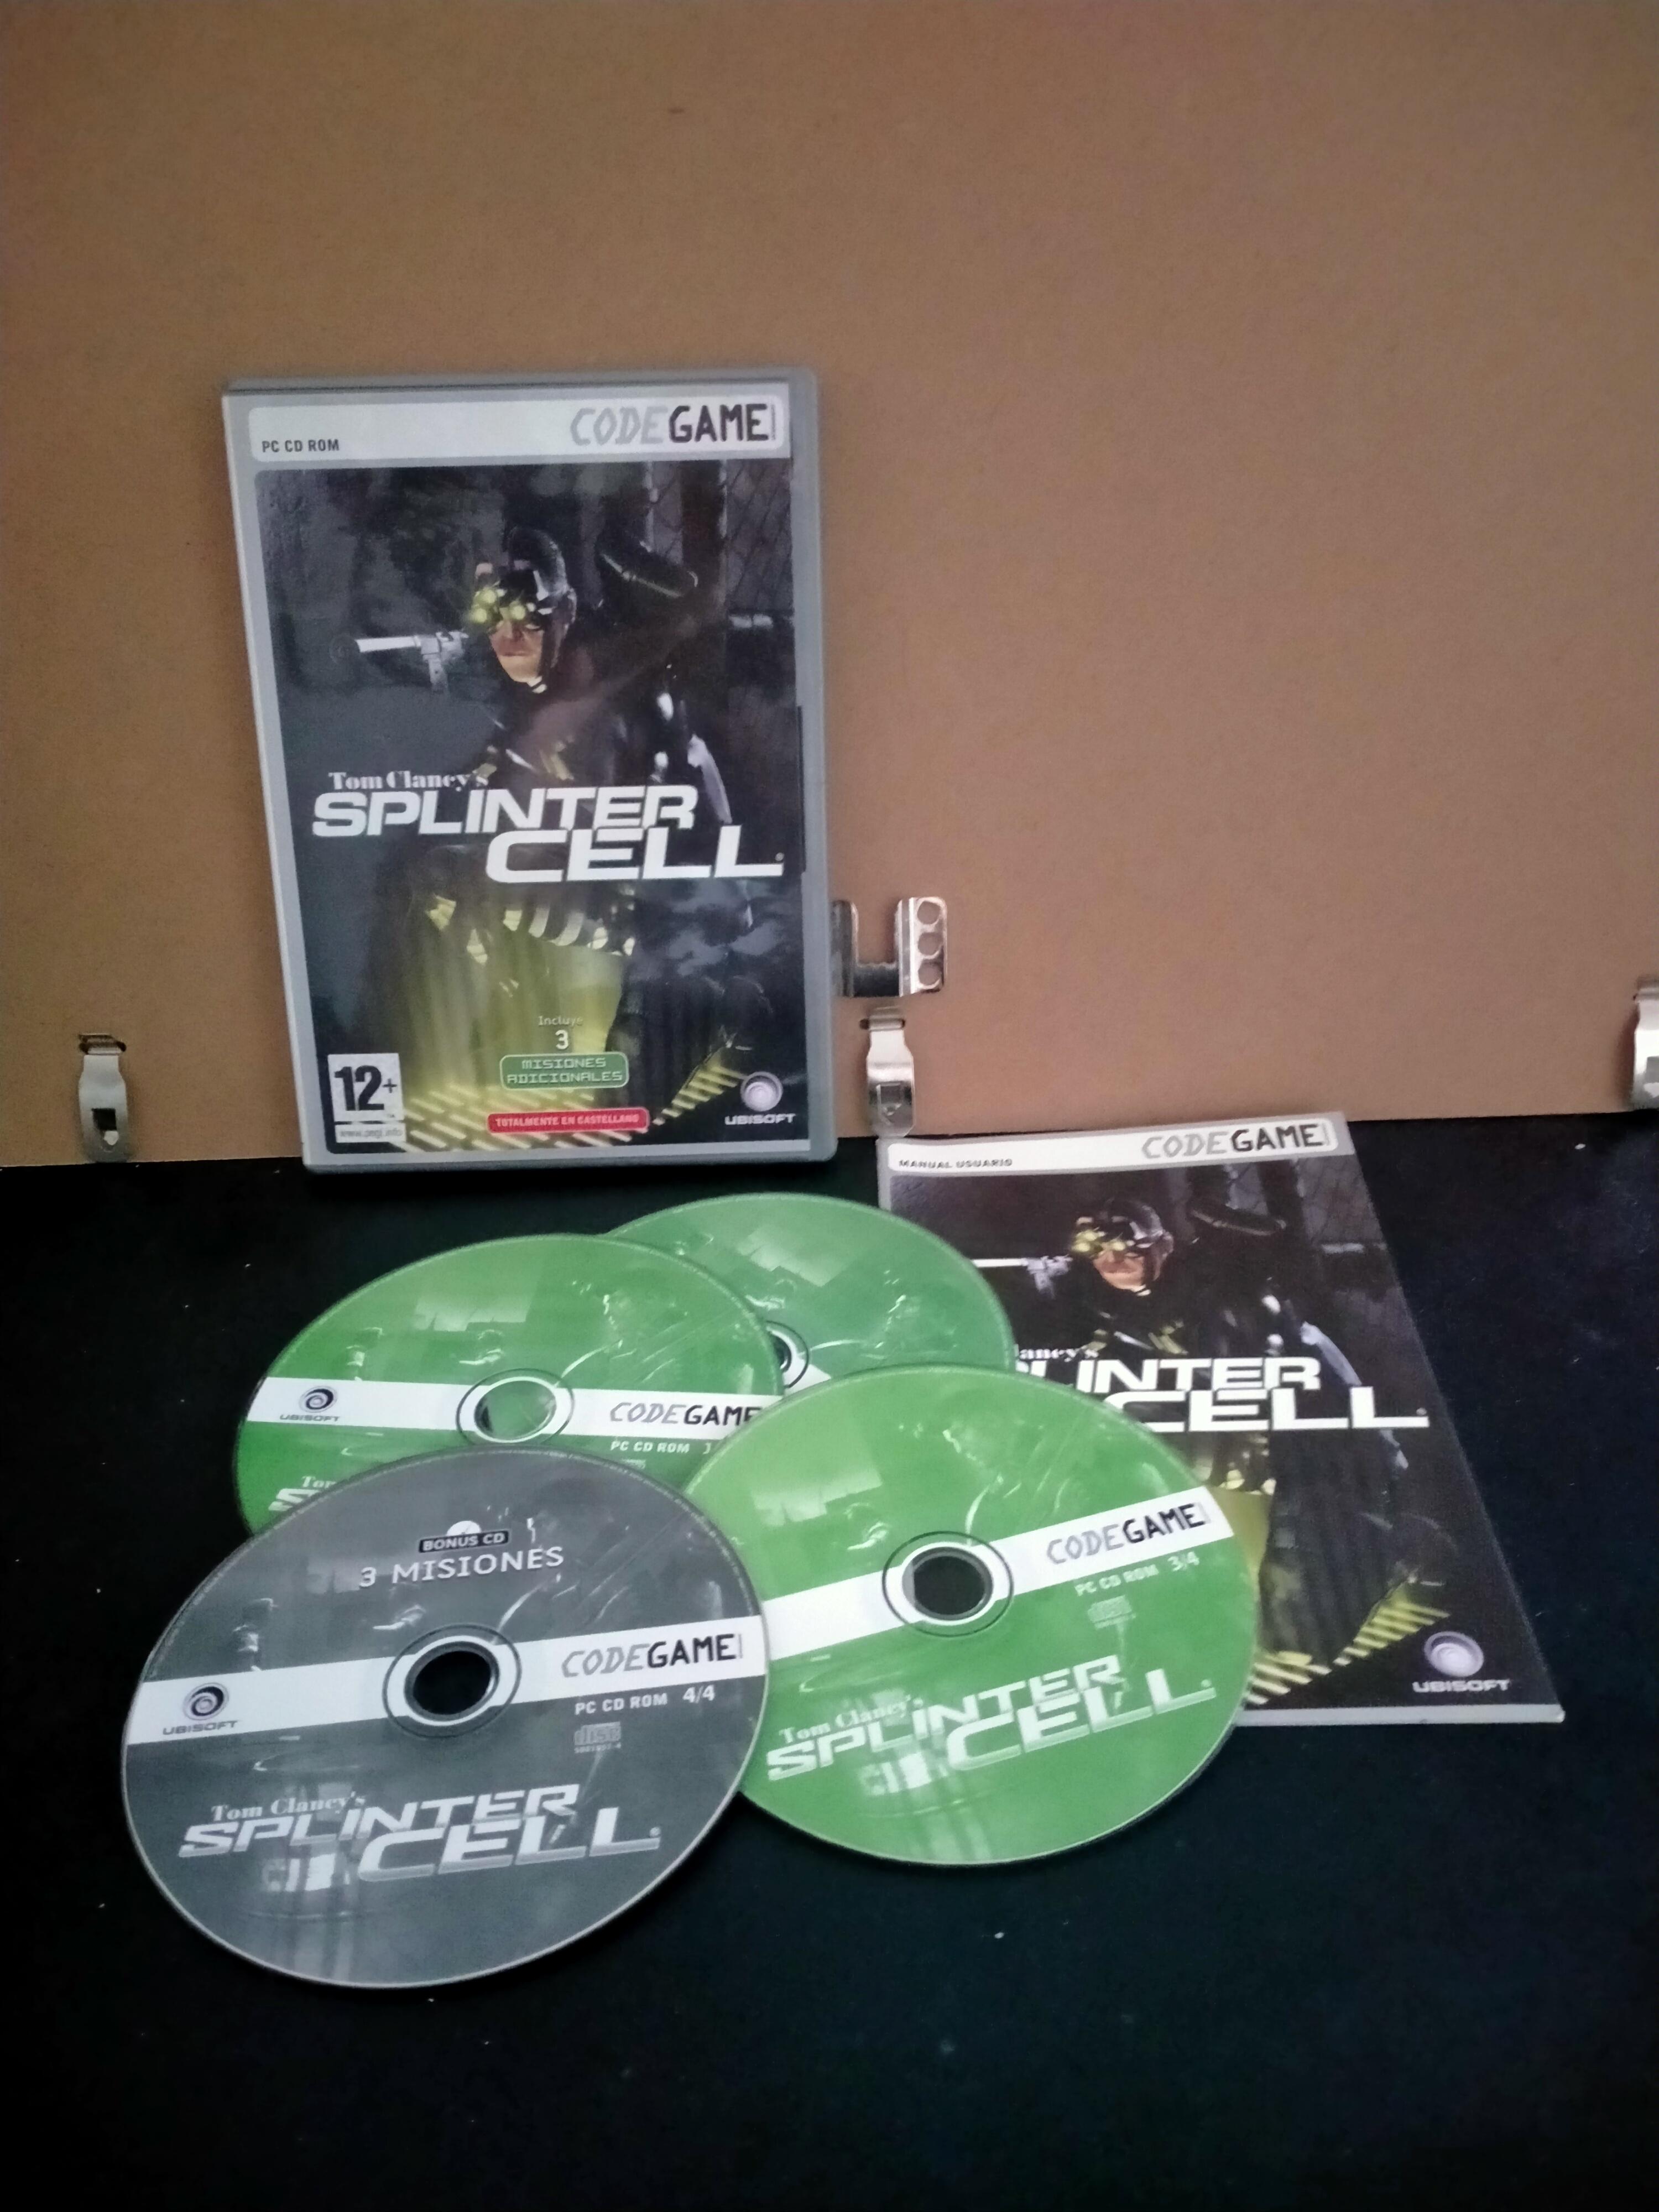 PC CD ROM
CODEGAME
Tom Clancy's
SPLINTER
CELL
Incluye
3
MISIONES
ADICIONALES
12+
www.pegi.info
TOTALMENTE EN CASTELLANO
UBISOFT
MANUAL USUARIO
CODEGAME
lancy's
LINTER
CELL
UBISOFT
UBISOFT
CODEGAME
PC CD ROM
CODEGAME
PC CD ROM 3/4
Tom Clancy's
SPLINTER
CELL
BONUS CD
3 MISIONES
UBISOFT
CODEGAME
PC CD ROM 4/4
Tom Clancy's
SPLINTER
CELL